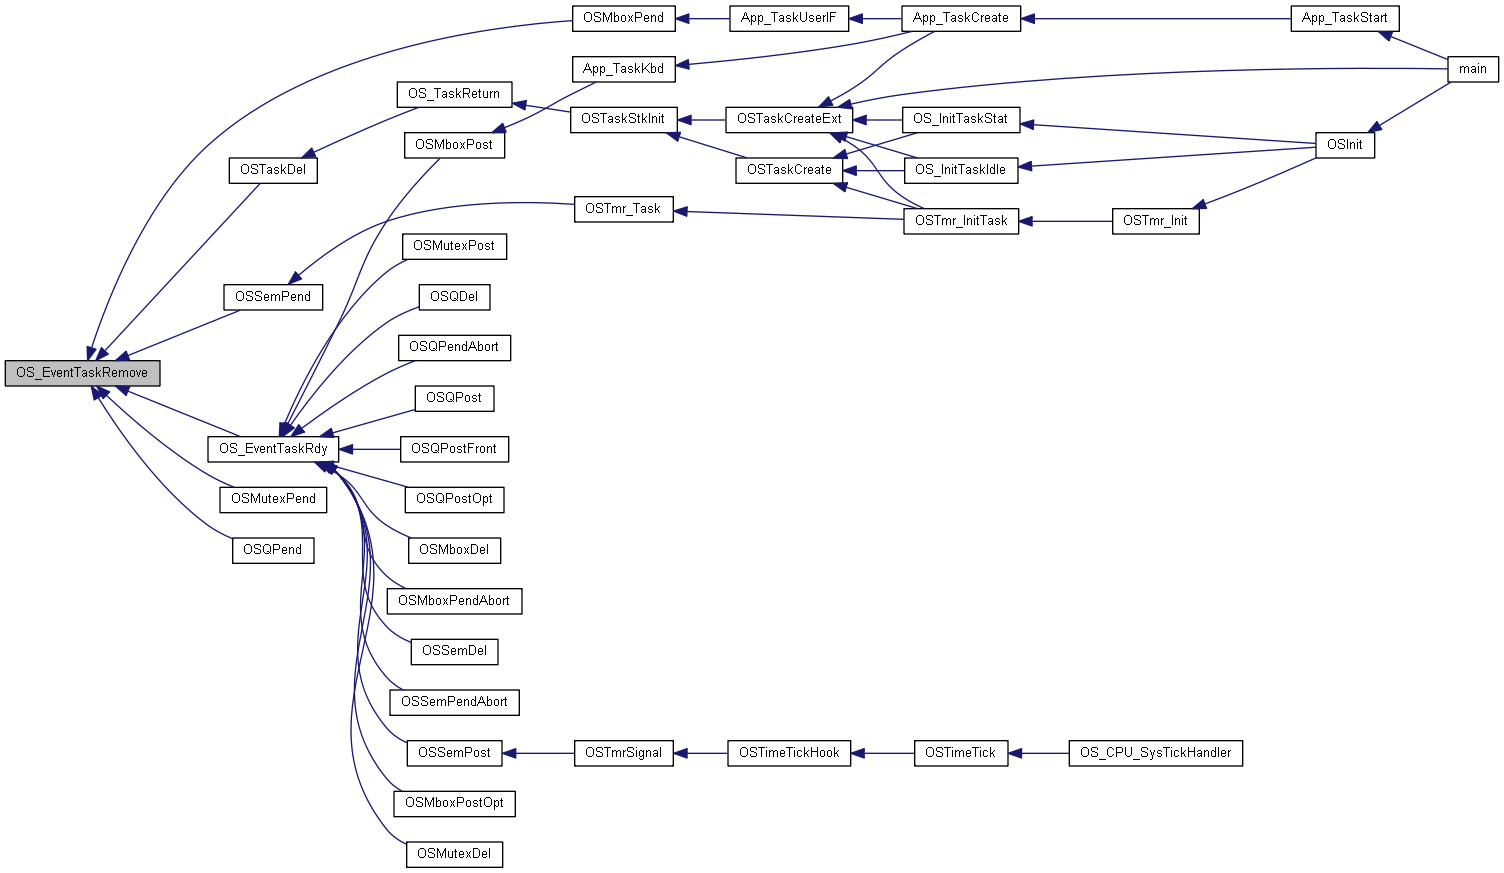 OSMboxPend
App_TaskUserIF
App_TaskCreate
App_TaskStart
App_TaskKbd
main
OS_TaskReturn
OSTaskStkInit
OSTaskCreateExt
OS_InitTaskStat
OSMboxPost
OSInit
OSTaskDel
OSTaskCreate
OS_InitTaskIdle
OSTmr_Task
OSTmr_InitTask
OSTmr_Init
OSMutexPost
OSSemPend
OSQDel
OSQPendAbort
OS_EventTaskRemove
OSQPost
OS_EventTaskRdy
OSQPostFront
OSMutexPend
OSQPostOpt
OSQPend
OSMboxDel
OSMboxPendAbort
OSSemDel
OSSemPendAbort
OSSemPost
OSTmrSignal
OSTimeTickHook
OSTimeTick
OS_CPU_SysTickHandler
OSMboxPostOpt
OSMutexDel